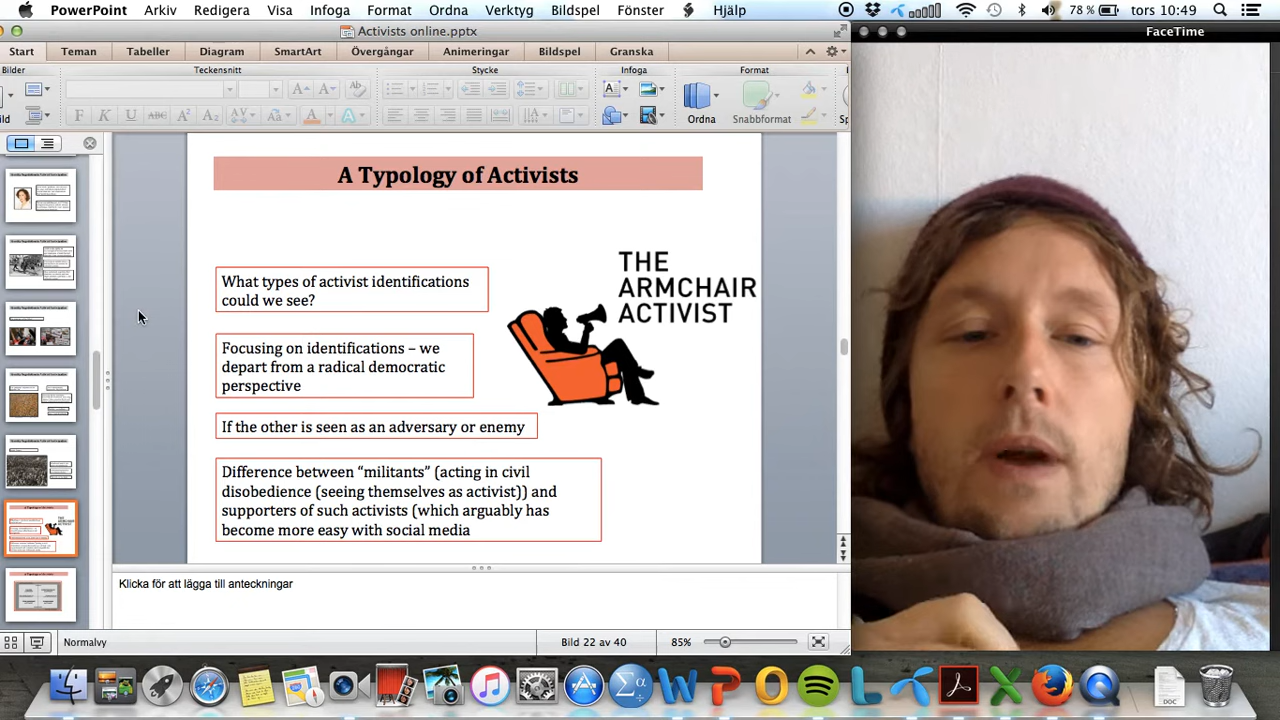 PowerPoint Arkiv Redigera Visa Infoga Format Ordna Verktyg Bildspel Fönster Hjälp 78 % tors 10:49
Activists online.pptx
FaceTime
Start Teman Tabeller Diagram SmartArt Övergångar Animeringar Bildspel Granska
Bilder Teckensnitt Stycke Infoga Format
F K U ABC A A
Ordna Snabbformat
A Typology of Activists
What types of activist identifications
could we see?
Focusing on identifications – we
depart from a radical democratic
perspective
If the other is seen as an adversary or enemy
Difference between “militants” (acting in civil
disobedience (seeing themselves as activist)) and
supporters of such activists (which arguably has
become more easy with social media
THE
ARMCHAIR
ACTIVIST
Klicka för att lägga till anteckningar
Normalvy Bild 22 av 40 85%
DOC